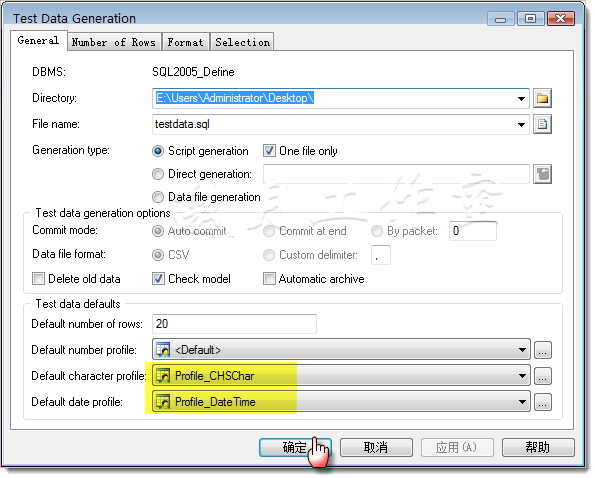 Test Data Generation
General Number of Rows Format Selection
DBMS: SQL2005_Define
Directory: E:\Users\Administrator\Desktop\
File name: testdata.sql
Generation type: Script generation One file only
Direct generation:
Data file generation
工作室
Test data generation options
Commit mode: Auto commit Commit at end By packet: 0
Data file format: CSV Custom delimiter: ,
Delete old data Check model Automatic archive
Test data defaults
Default number of rows: 20
Default number profile: <Default> ...
Default character profile: Profile_CHSChar ...
Default date profile: Profile_DateTime ...
确定 取消 应用(A) 帮助